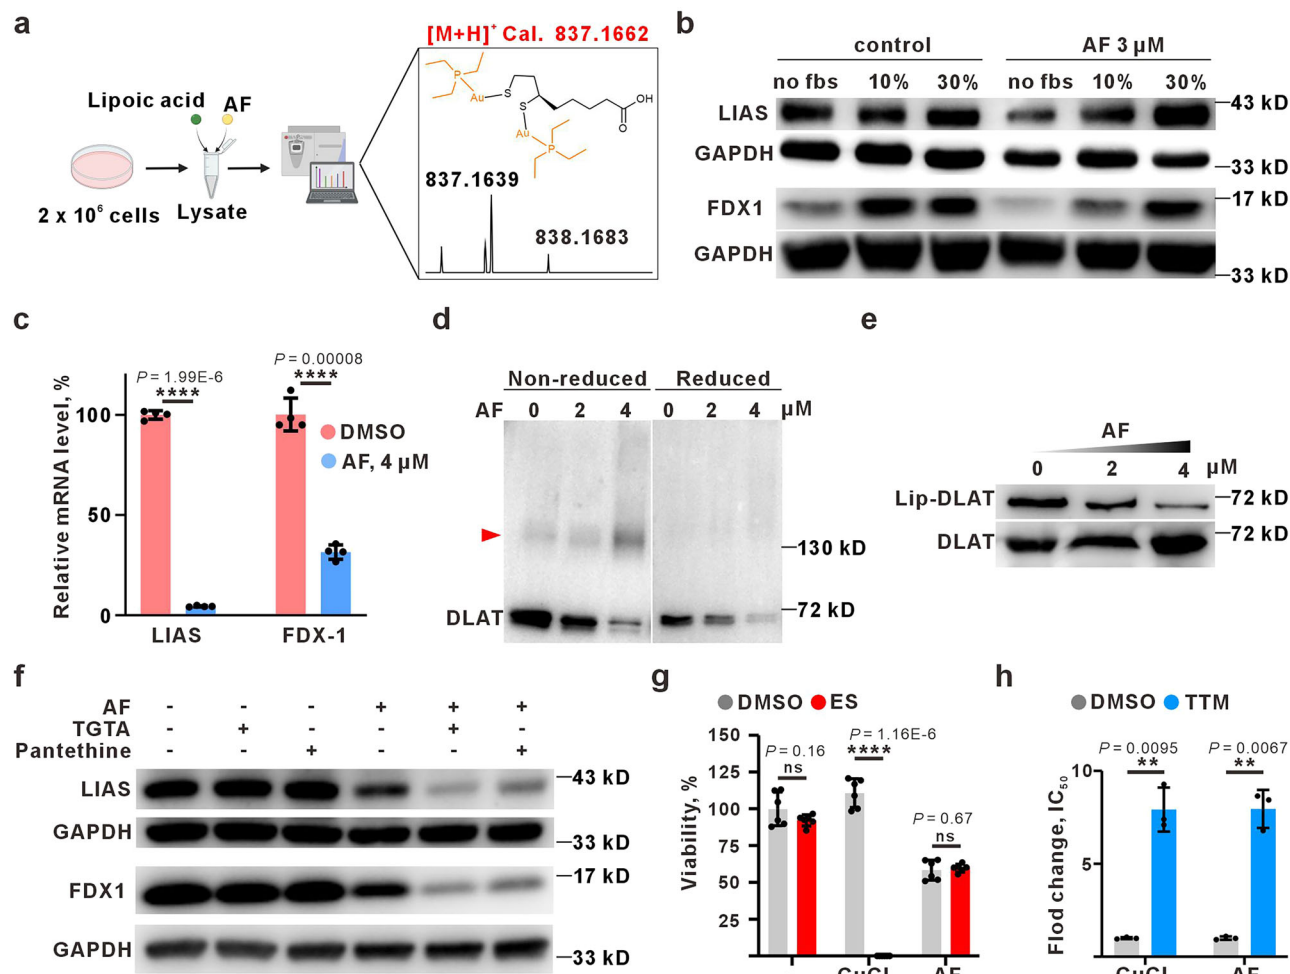 a
[M+H]⁺ Cal. 837.1662
Lipoic acid
AF
2 x 10⁶ cells
Lysate
P
Au
S
S
Au
P
OH
O
837.1639
838.1683
b
control
AF 3 μM
no fbs 10% 30% no fbs 10% 30%
LIAS
43 kD
GAPDH
33 kD
FDX1
17 kD
GAPDH
33 kD
c
Relative mRNA level, %
P = 1.99E-6
****
P = 0.00008
****
100
50
0
DMSO
AF, 4 μM
LIAS
FDX-1
d
Non-reduced
Reduced
AF 0 2 4 0 2 4 μM
130 kD
72 kD
DLAT
e
AF
0 2 4 μM
Lip-DLAT
72 kD
DLAT
72 kD
f
AF - - - + + +
TGTA - + - - + -
Pantethine - - + - - +
LIAS
43 kD
GAPDH
33 kD
FDX1
17 kD
GAPDH
33 kD
g
DMSO ES
Viability, %
150
125
100
75
50
25
P = 0.16
ns
P = 1.16E-6
****
P = 0.67
ns
h
DMSO TTM
Flod change, IC₅₀
10
5
P = 0.0095
**
P = 0.0067
**